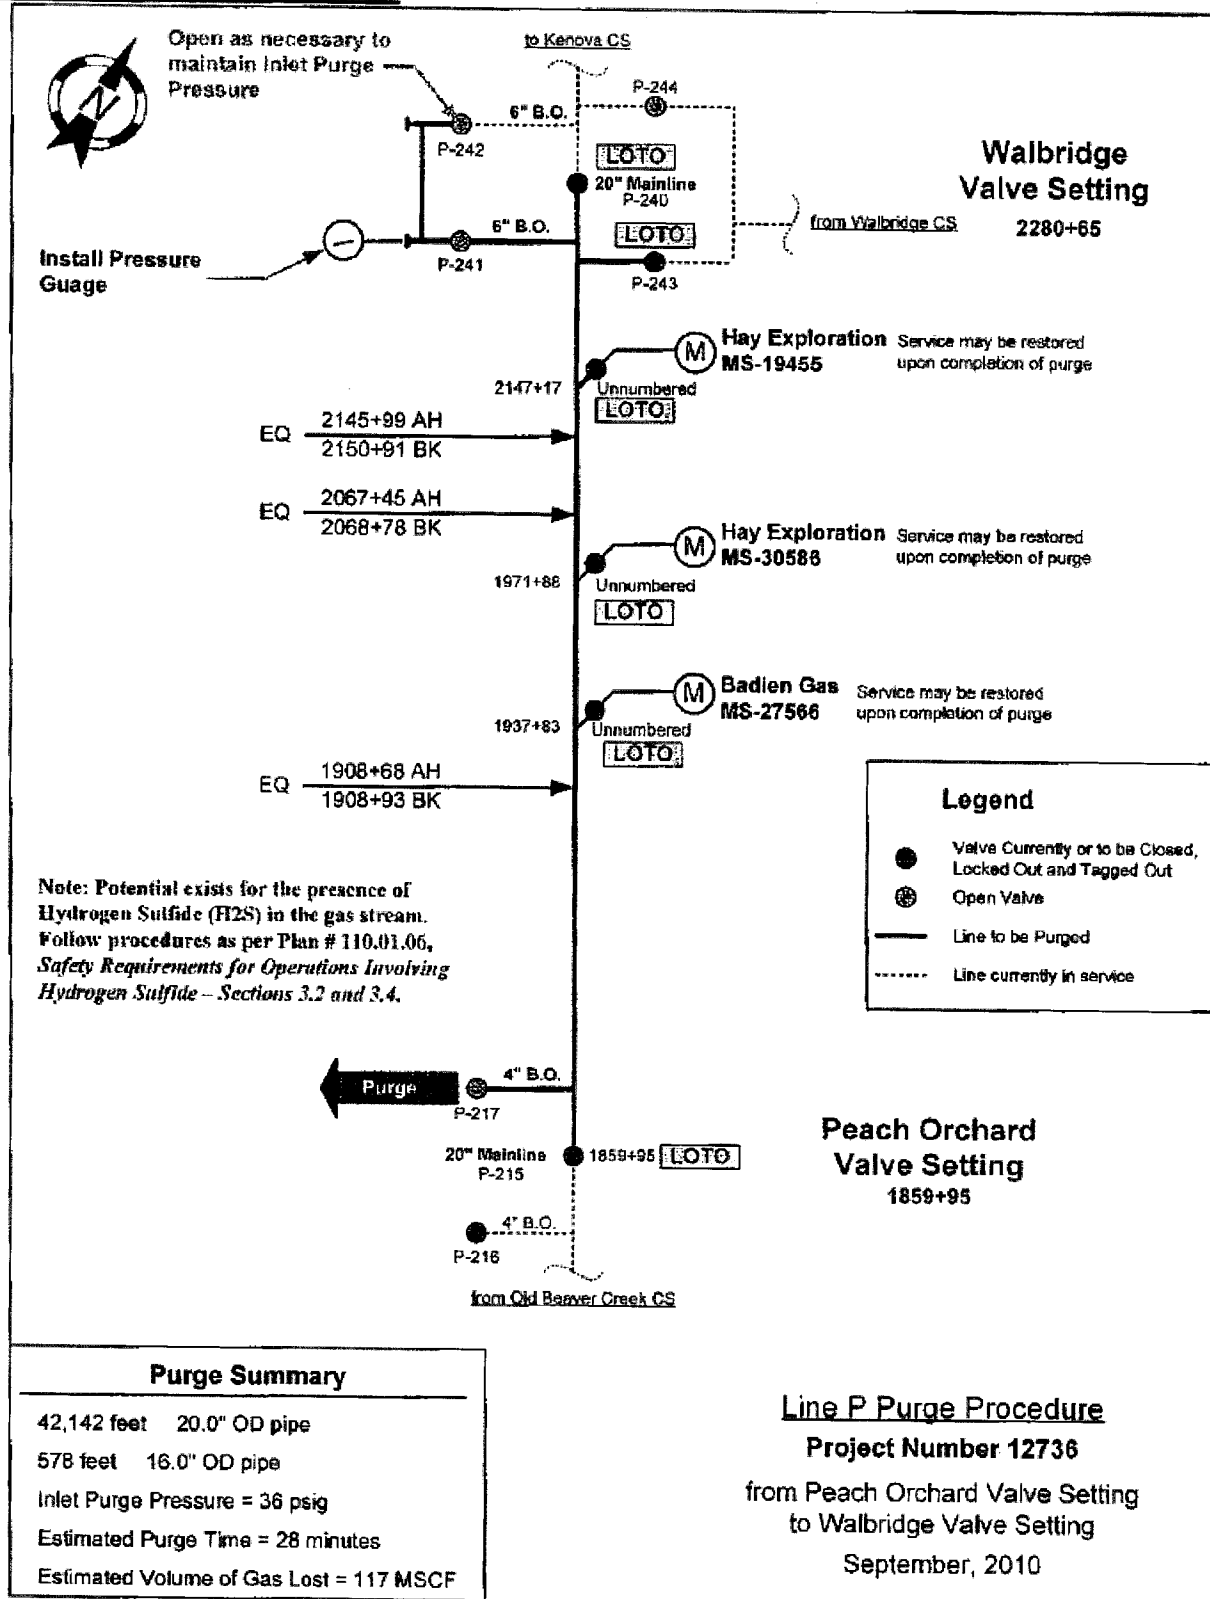 Open as necessary to
maintain Inlet Purge
Pressure
to Kenova CS
N
P-244
6" B.O.
P-242
LOTO
20" Mainline
P-240
Walbridge
Valve Setting
2280+65
6" B.O.
LOTO
from Walbridge CS
P-241
P-243
Install Pressure
Guage
2147+17
M
Hay Exploration
MS-19455
Service may be restored
upon completion of purge
Unnumbered
LOTO
EQ
2145+99 AH
2150+91 BK
EQ
2067+45 AH
2068+78 BK
1971+88
M
Hay Exploration
MS-30586
Service may be restored
upon completion of purge
Unnumbered
LOTO
1937+83
M
Badien Gas
MS-27566
Service may be restored
upon completion of purge
Unnumbered
LOTO
EQ
1908+68 AH
1908+93 BK
Legend
Valve Currently or to be Closed,
Locked Out and Tagged Out
Open Valve
Line to be Purged
Line currently in service
Note: Potential exists for the presence of
Hydrogen Sulfide (H2S) in the gas stream.
Follow procedures as per Plan # 110.01.06,
Safety Requirements for Operations Involving
Hydrogen Sulfide – Sections 3.2 and 3.4.
Purge
4" B.O.
P-217
20" Mainline
P-215
1859+95
LOTO
Peach Orchard
Valve Setting
1859+95
4" B.O.
P-216
from Old Beaver Creek CS
Purge Summary
42,142 feet 20.0" OD pipe
578 feet 16.0" OD pipe
Inlet Purge Pressure = 36 psig
Estimated Purge Time = 28 minutes
Estimated Volume of Gas Lost = 117 MSCF
Line P Purge Procedure
Project Number 12736
from Peach Orchard Valve Setting
to Walbridge Valve Setting
September, 2010